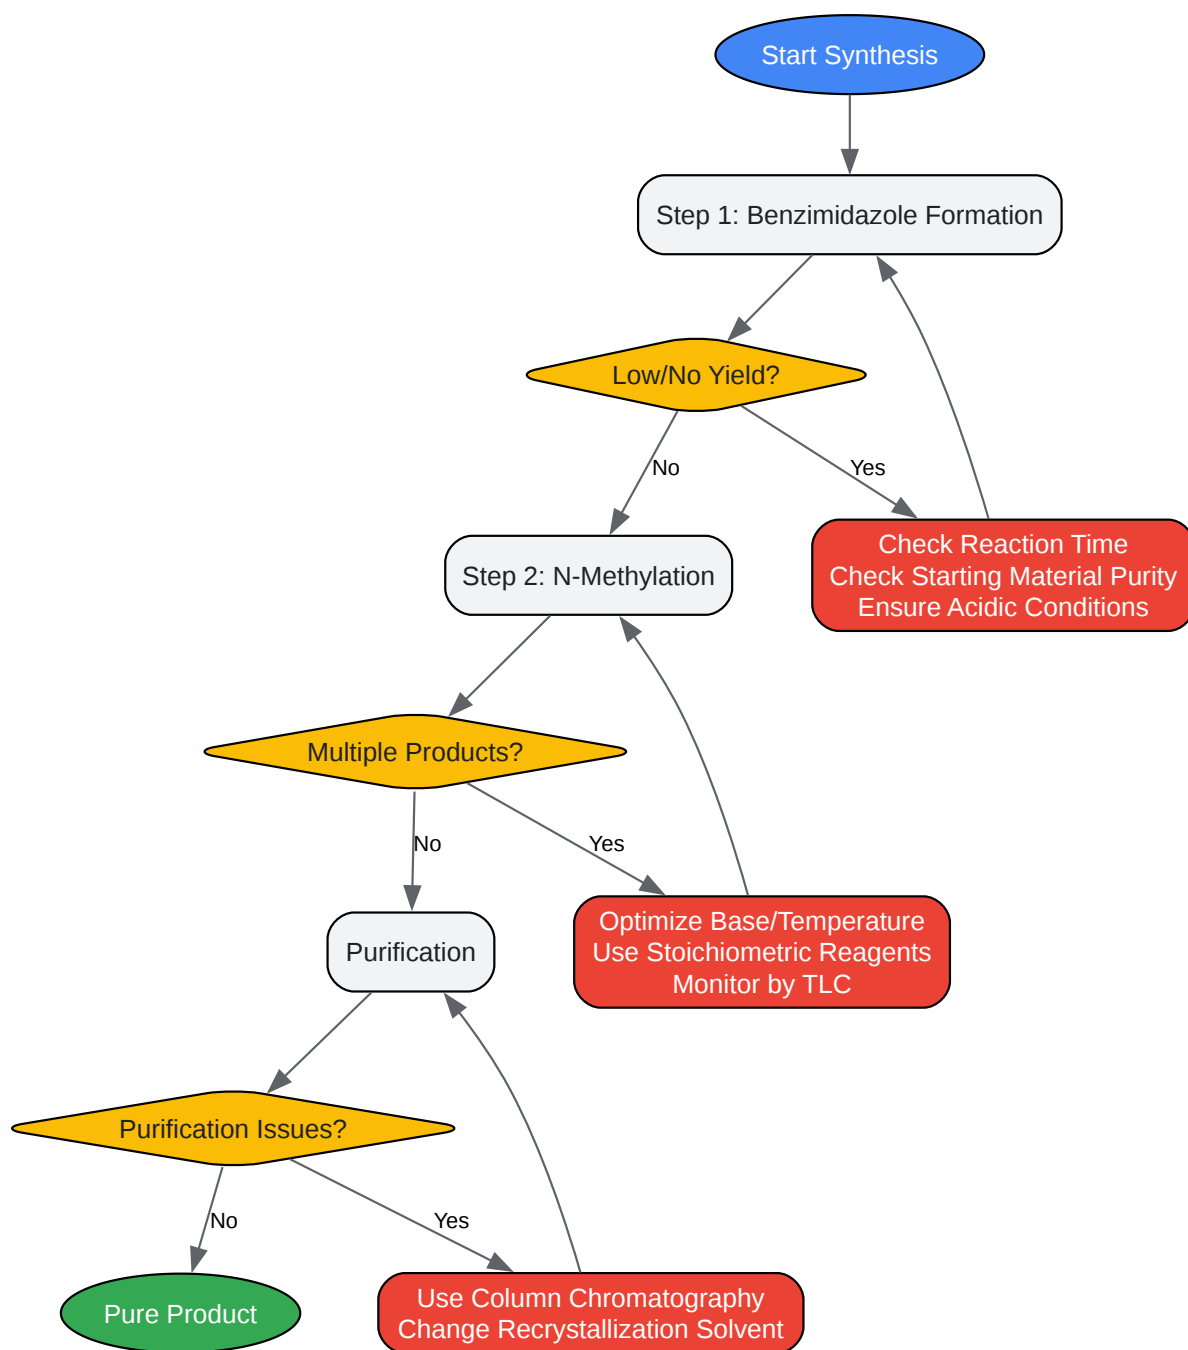 Start Synthesis
Step 1: Benzimidazole Formation
Low/No Yield?
No
Yes
Check Reaction Time
Check Starting Material Purity
Ensure Acidic Conditions
Step 2: N-Methylation
Multiple Products?
No
Yes
Optimize Base/Temperature
Use Stoichiometric Reagents
Monitor by TLC
Purification
Purification Issues?
No
Yes
Pure Product
Use Column Chromatography
Change Recrystallization Solvent